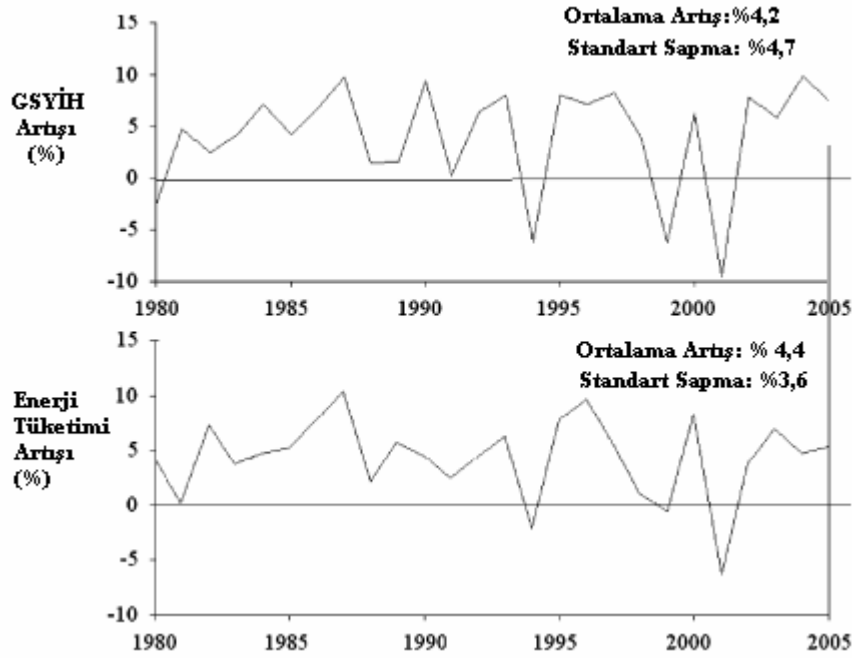 Ortalama Artış:%4,2
Standart Sapma: %4,7
GSYİH
Artışı
(%)
15
10
5
0
-5
-10
1980 1985 1990 1995 2000 2005
Ortalama Artış: % 4,4
Standart Sapma: %3,6
Enerji
Tüketimi
Artışı
(%)
15
10
5
0
-5
-10
1980 1985 1990 1995 2000 2005